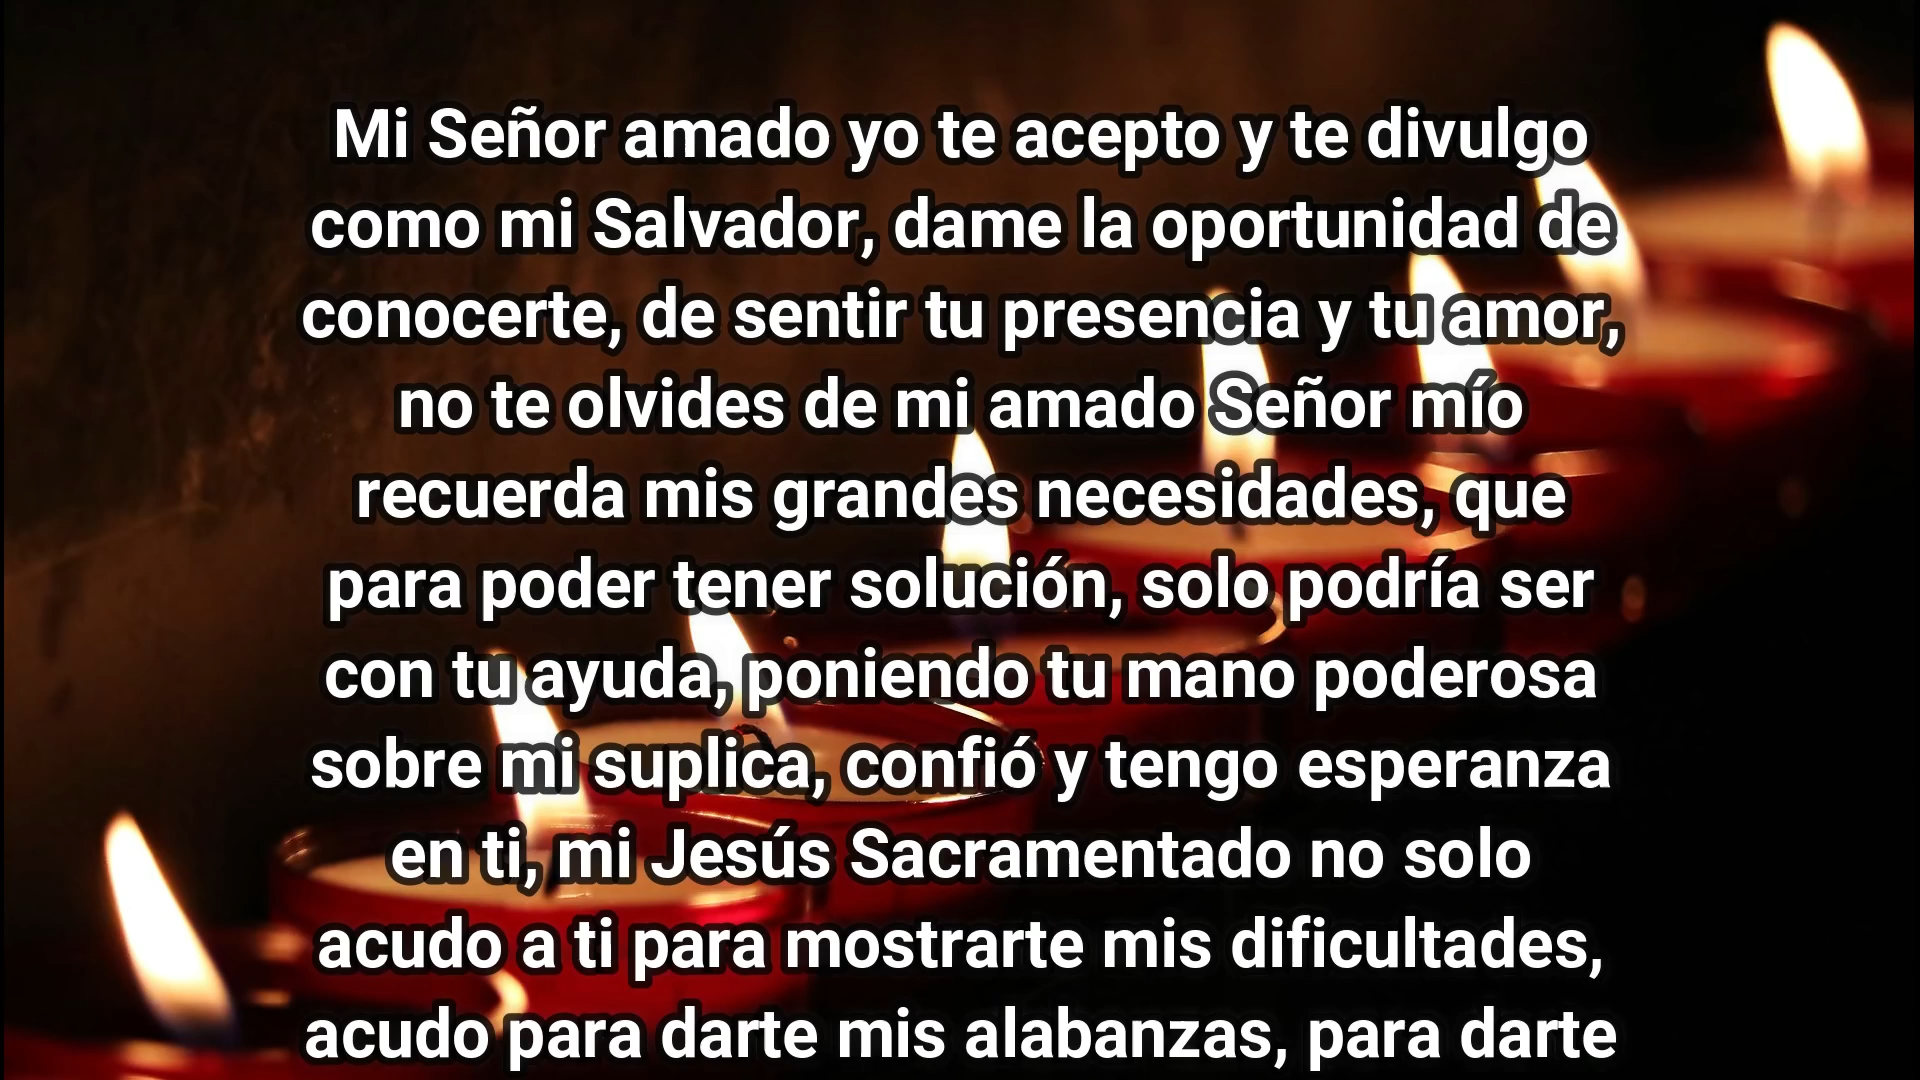 Mi Señor amado yo te acepto y te divulgo
como mi Salvador, dame la oportunidad de
conocerte, de sentir tu presencia y tu amor,
no te olvides de mi amado Señor mío
recuerda mis grandes necesidades, que
para poder tener solución, solo podría ser
con tu ayuda, poniendo tu mano poderosa
sobre mi suplica, confió y tengo esperanza
en ti, mi Jesús Sacramentado no solo
acudo a ti para mostrarte mis dificultades,
acudo para darte mis alabanzas, para darte